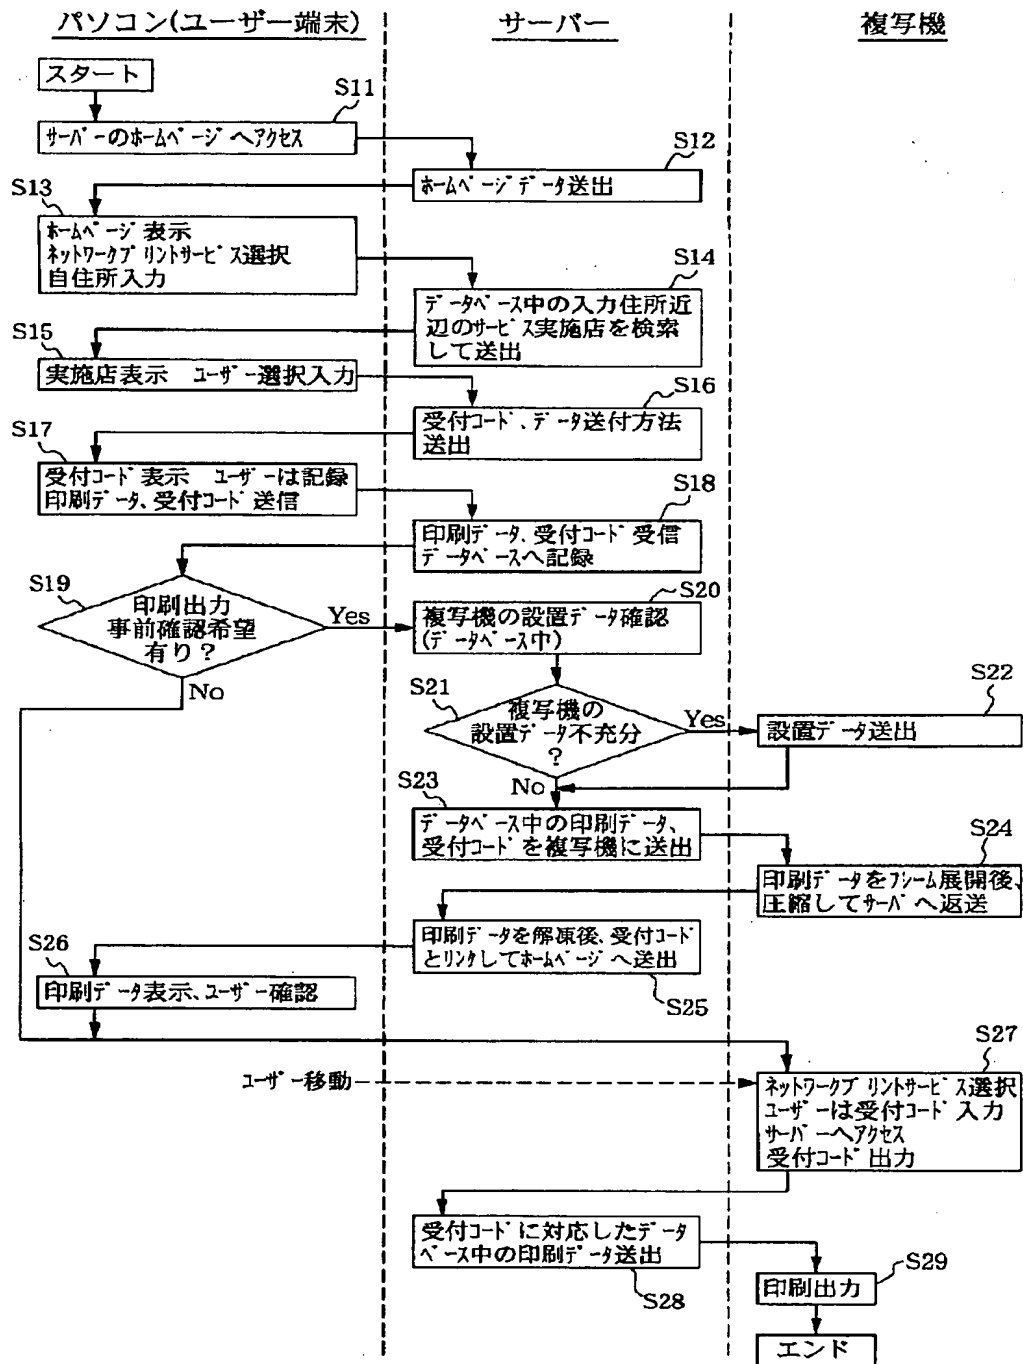 パソコン(ユーザー端末)
サーバー
複写機
スタート
S11
サーバーのホームページへアクセス
S12
ホームページデータ送出
S13
ホームページ表示
ネットワークプリントサービス選択
自住所入力
S14
データベース中の入力住所近
辺のサービス実施店を検索
して送出
S15
実施店表示 ユーザー選択入力
S16
受付コード、データ送付方法
送出
S17
受付コード表示 ユーザーは記録
印刷データ、受付コード送信
S18
印刷データ、受付コード受信
データベースへ記録
S19
印刷出力
事前確認希望
有り?
Yes
No
S20
複写機の設置データ確認
(データベース中)
S21
複写機の
設置データ不充分
?
Yes
No
S22
設置データ送出
S23
データベース中の印刷データ、
受付コードを複写機に送出
S24
印刷データをフレーム展開後、
圧縮してサーバへ返送
印刷データを解凍後、受付コード
とリンクしてホームページへ送出
S25
S26
印刷データ表示、ユーザー確認
ユーザー移動
S27
ネットワークプリントサービス選択
ユーザーは受付コード入力
サーバーへアクセス
受付コード出力
受付コードに対応したデータ
ベース中の印刷データ送出
S28
S29
印刷出力
エンド